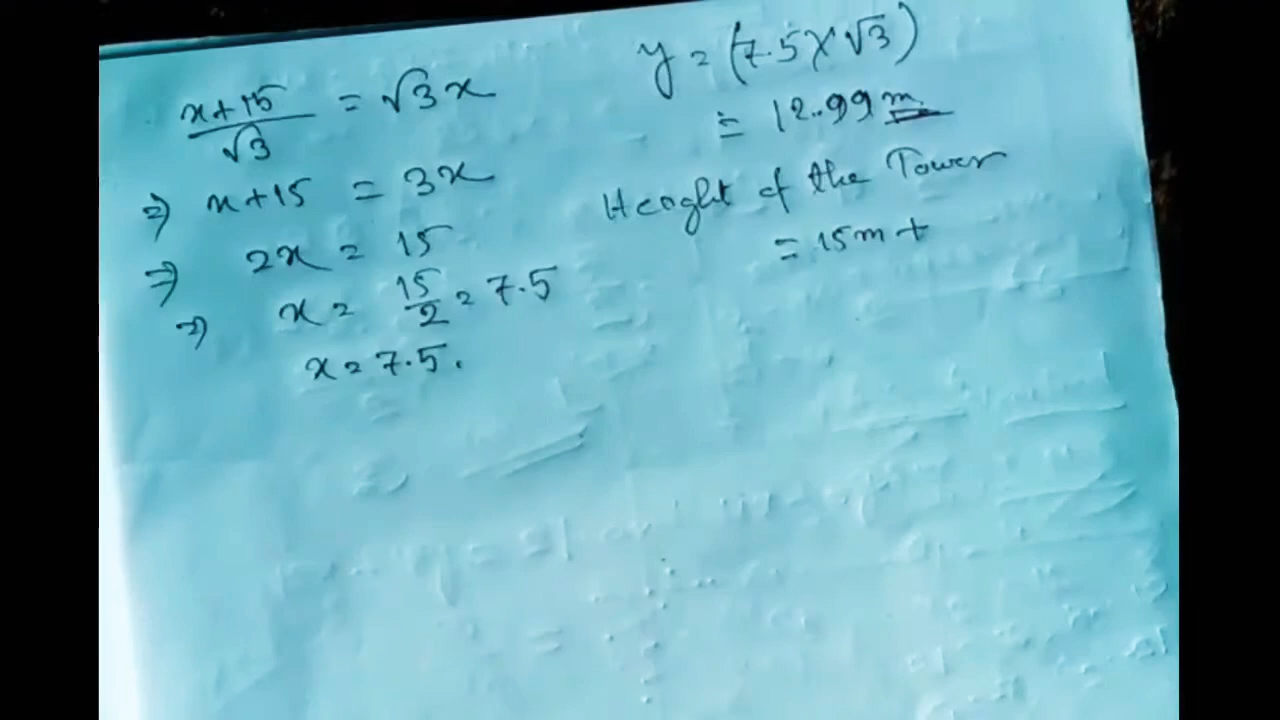 x+15/√3 = √3x
⇒ x+15 = 3x
⇒ 2x = 15
⇒ x = 15/2 = 7.5
x = 7.5.
y = (7.5 × √3)
= 12.99 m.
Height of the Tower
= 15m +